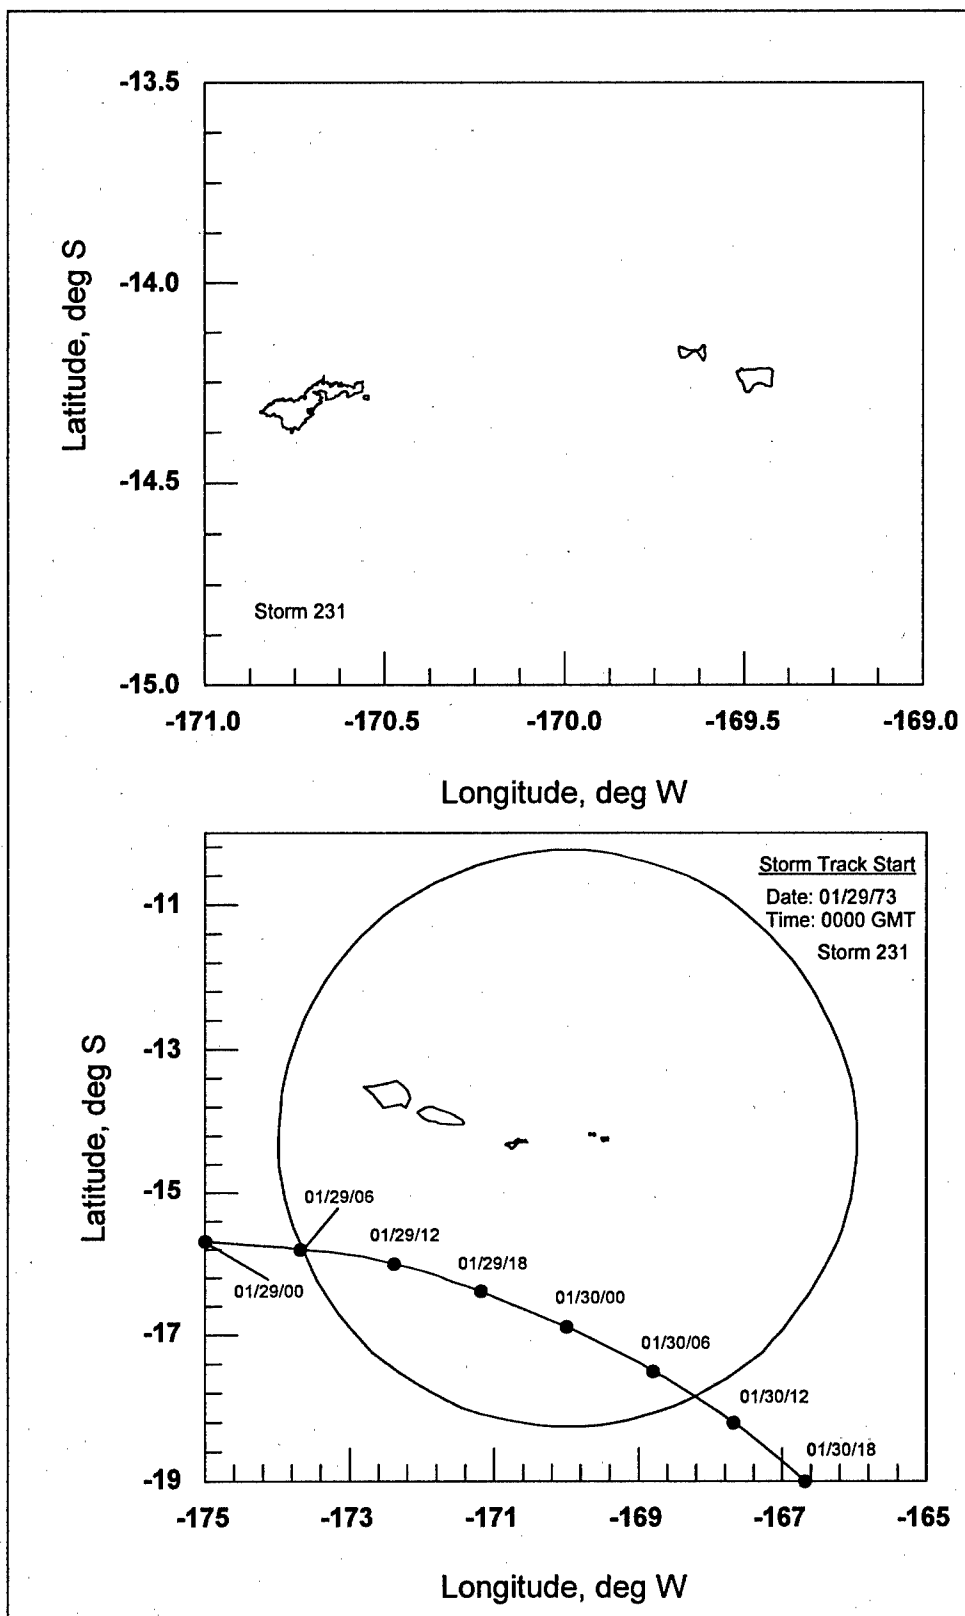 -13.5
-14.0
-14.5
-15.0
Latitude, deg S
Storm 231
-171.0 -170.5 -170.0 -169.5 -169.0
Longitude, deg W
Storm Track Start
Date: 01/29/73
Time: 0000 GMT
Storm 231
-11
-13
-15
-17
-19
Latitude, deg S
01/29/06
01/29/12
01/29/00
01/29/18
01/30/00
01/30/06
01/30/12
01/30/18
-175 -173 -171 -169 -167 -165
Longitude, deg W